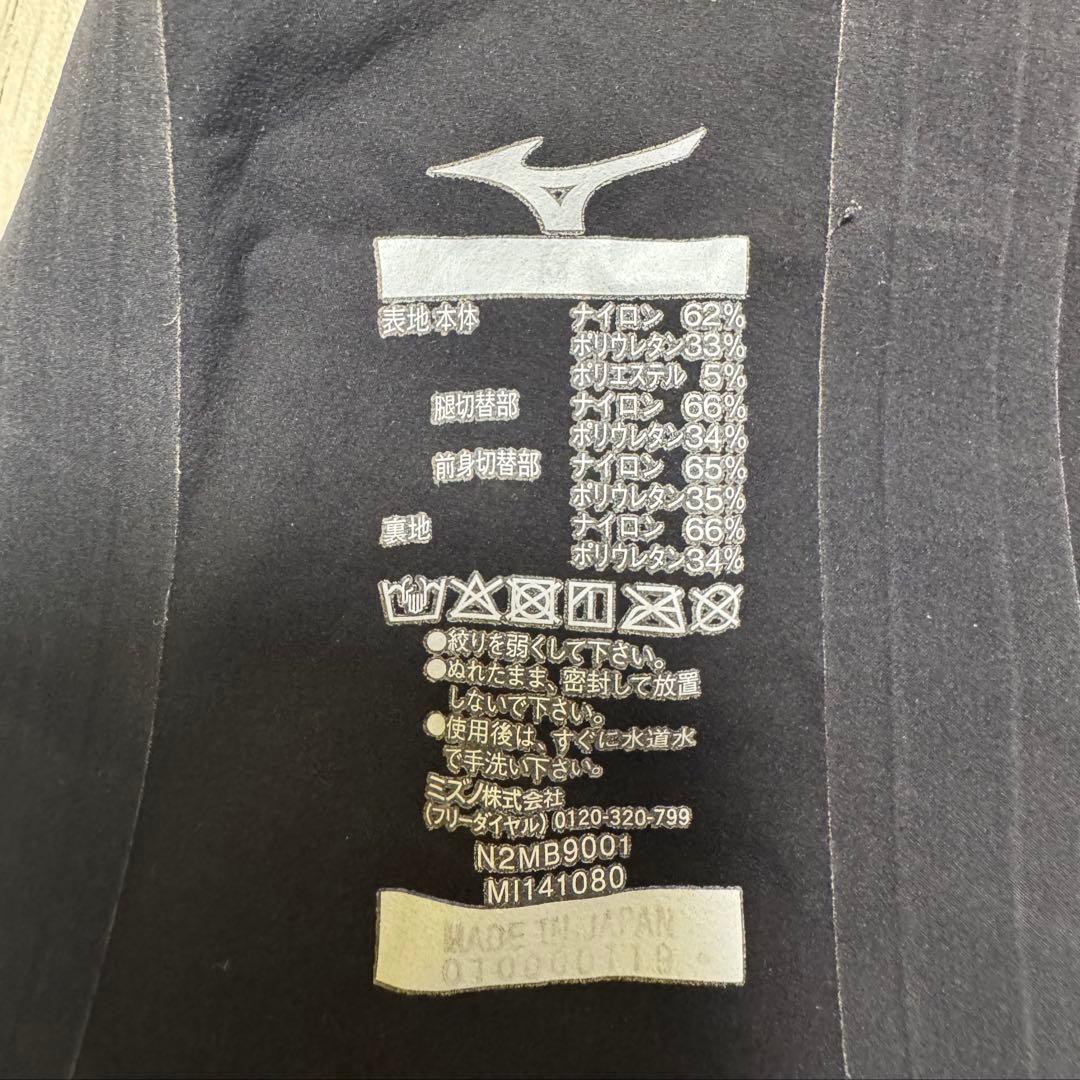 表地 本体 ナイロン 62%
ポリウレタン33%
ポリエステル 5%
腿切替部 ナイロン 66%
ポリウレタン34%
前身切替部 ナイロン 65%
ポリウレタン35%
裏地 ナイロン 66%
ポリウレタン34%
●絞りを弱くして下さい。
●ぬれたまま、密封して放置
しないで下さい。
●使用後は、すぐに水道水
で手洗い下さい。
ミズノ株式会社
(フリーダイヤル) 0120-320-799
N2MB9001
MI141080
MADE IN JAPAN